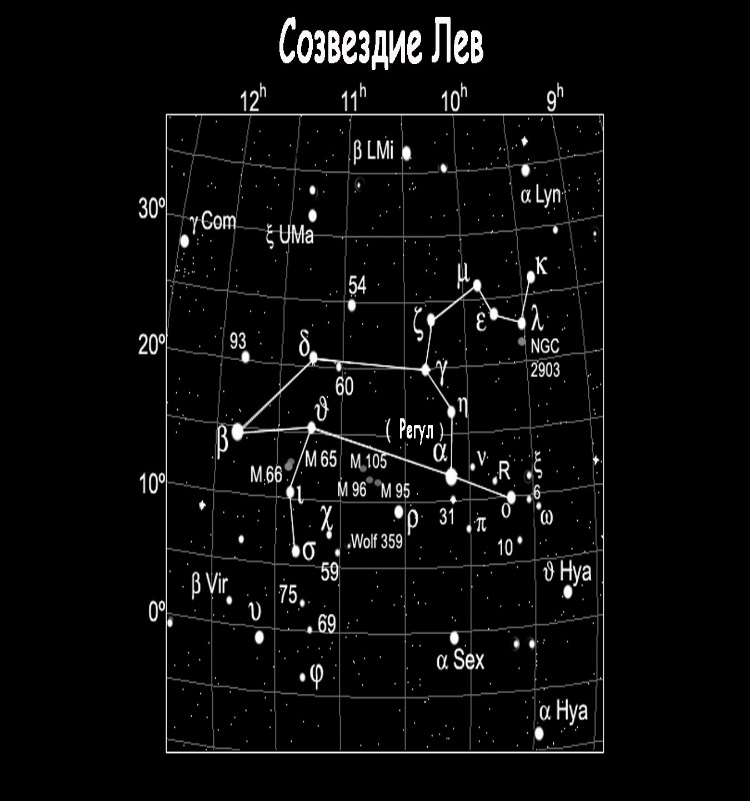 Созвездие Лев
12h 11h 10h 9h
β LMi
α Lyn
30°
γ Com
ξ UMa
κ
μ
54
ζ
ε
λ
20°
93
δ
NGC
2903
γ
60
η
ϑ
( Регул )
β
α
M 65
M 105
ν
ξ
M 66
R
10°
M 96
M 95
ι
6
ο
31
ρ
χ
π
ω
Wolf 359
σ
10
59
ϑ Hya
β Vir
75
0°
υ
69
α Sex
φ
α Hya